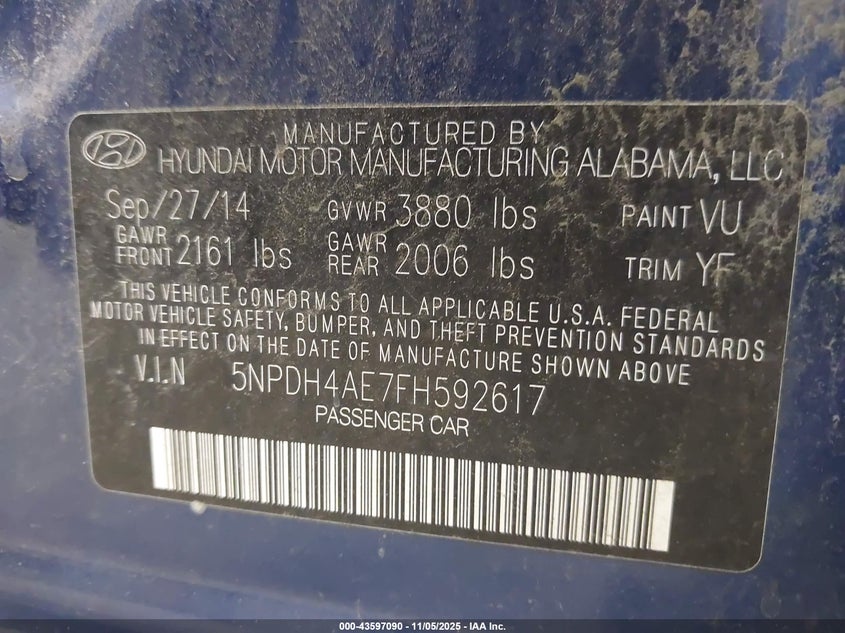 MANUFACTURED BY
HYUNDAI MOTOR MANUFACTURING ALABAMA, LLC
Sep/27/14 GVWR 3880 lbs PAINT VU
GAWR FRONT 2161 lbs GAWR REAR 2006 lbs TRIM YF
THIS VEHICLE CONFORMS TO ALL APPLICABLE U.S.A. FEDERAL
MOTOR VEHICLE SAFETY, BUMPER, AND THEFT PREVENTION STANDARDS
IN EFFECT ON THE DATE OF MANUFACTURE SHOWN ABOVE
V.I.N 5NPDH4AE7FH592617
PASSENGER CAR
000-43597090 - 11/05/2025 - IAA Inc.